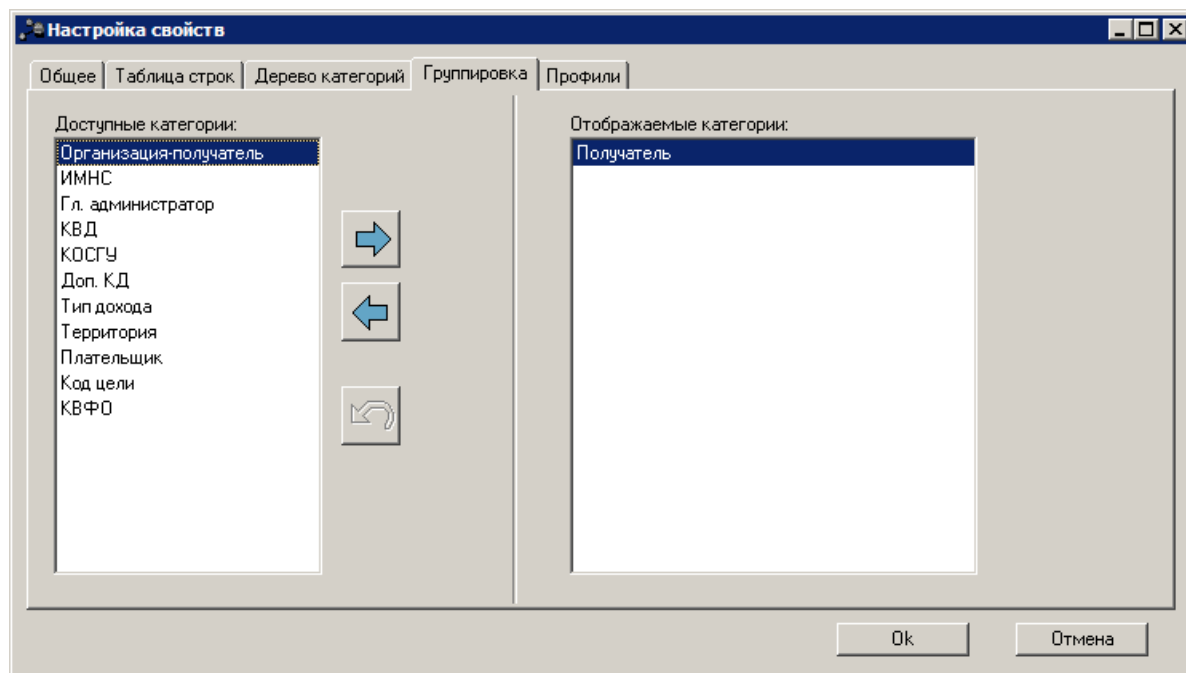 Настройка свойств
Общее Таблица строк Дерево категорий Группировка Профили
Доступные категории:
Организация-получатель
ИМНС
Гл. администратор
КВД
КОСГУ
Доп. КД
Тип дохода
Территория
Плательщик
Код цели
КВФО
Отображаемые категории:
Получатель
Ok Отмена